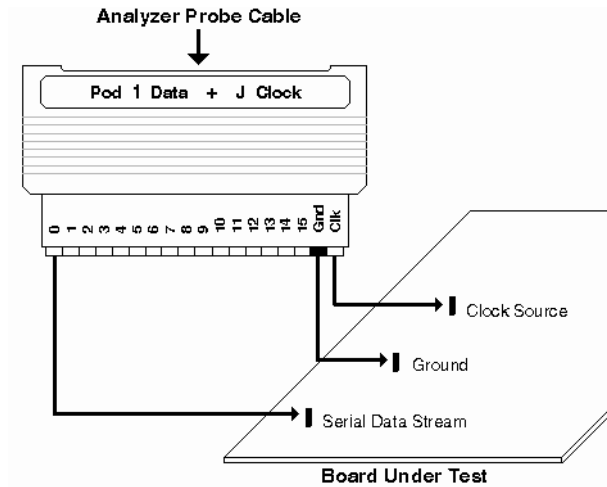 Analyzer Probe Cable
Pod 1 Data + J Clock
0 1 2 3 4 5 6 7 8 9 10 11 12 13 14 15 Gnd Clk
Clock Source
Ground
Serial Data Stream
Board Under Test